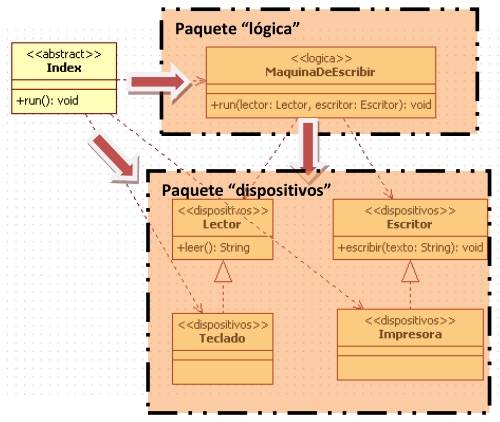 Paquete “lógica”
<<abstract>>
Index
+run(): void
<<logica>>
MaquinaDeEscribir
+run(lector: Lector, escritor: Escritor): void
Paquete “dispositivos”
<<dispositivos>>
Lector
+leer(): String
<<dispositivos>>
Escritor
+escribir(texto: String): void
<<dispositivos>>
Teclado
<<dispositivos>>
Impresora